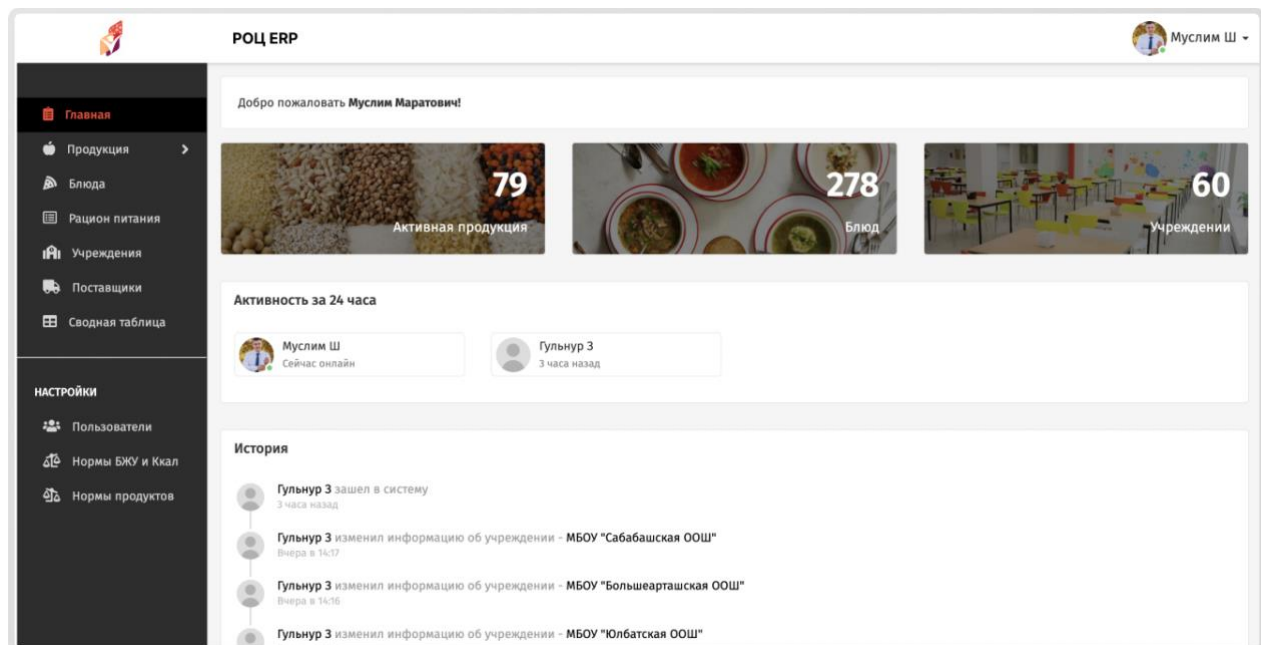 РОЦ ERP
Муслим Ш
Главная
Продукция
Блюда
Рацион питания
Учреждения
Поставщики
Сводная таблица
НАСТРОЙКИ
Пользователи
Нормы БЖУ и Ккал
Нормы продуктов
Добро пожаловать Муслим Маратович!
79
Активная продукция
278
Блюд
60
Учреждении
Активность за 24 часа
Муслим Ш
Сейчас онлайн
Гульнур З
3 часа назад
История
Гульнур З зашел в систему
3 часа назад
Гульнур З изменил информацию об учреждении - МБОУ "Сабабашская ООШ"
Вчера в 14:17
Гульнур З изменил информацию об учреждении - МБОУ "Большеарташская ООШ"
Вчера в 14:16
Гульнур З изменил информацию об учреждении - МБОУ "Юлбатская ООШ"